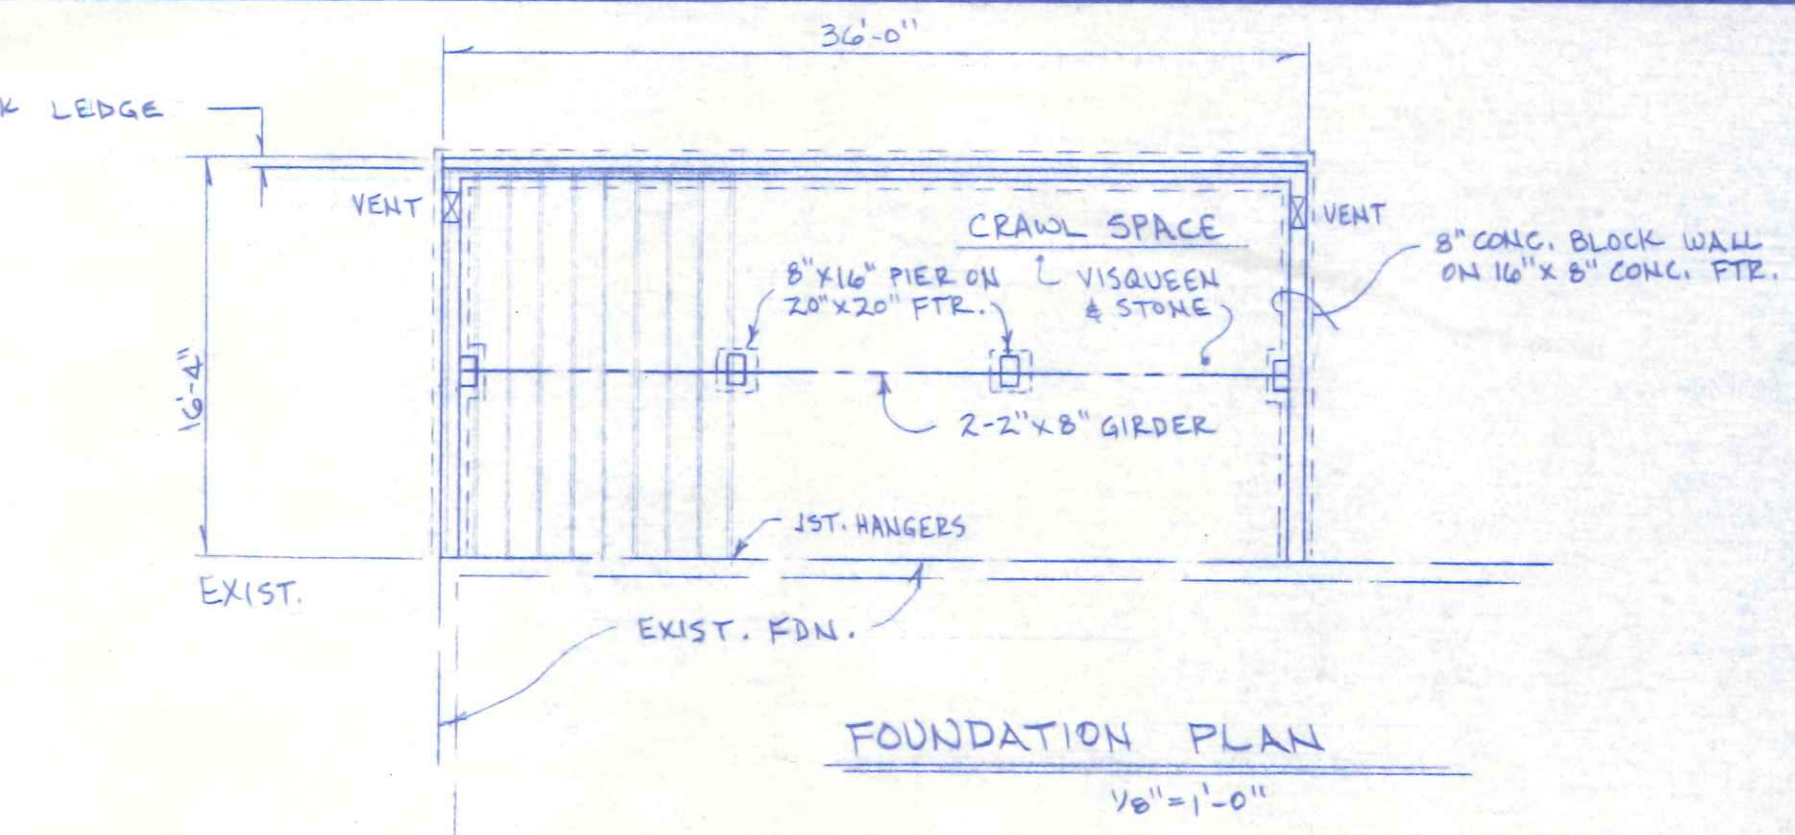 36'-0"
LEDGE
VENT
CRAWL SPACE
VENT
8" CONC. BLOCK WALL
ON 16" X 8" CONC. FTR.
8"X16" PIER ON
20"X20" FTR.
VISQUEEN
& STONE
16'-4"
2-2"X8" GIRDER
JST. HANGERS
EXIST.
EXIST. FDN.
FOUNDATION PLAN
1/8"=1'-0"